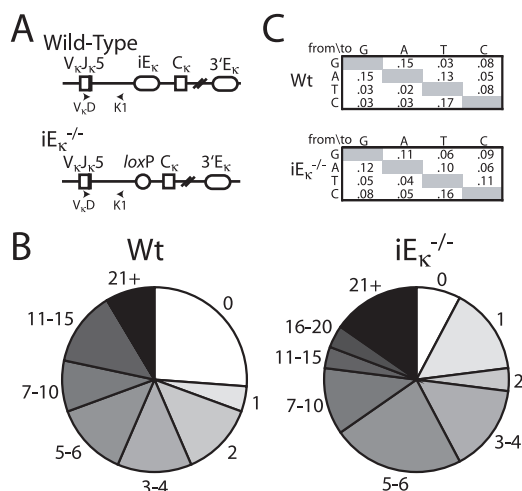 A
Wild-Type
VκJκ5 iEκ Cκ 3'Eκ
VκD K1
iEκ-/-
VκJκ5 loxP Cκ 3'Eκ
VκD K1
C
from\to G A T C
Wt
G .15 .03 .08
A .15 .13 .05
T .03 .02 .08
C .03 .03 .17
from\to G A T C
iEκ-/-
G .11 .06 .09
A .12 .10 .06
T .05 .04 .11
C .08 .05 .16
B
Wt
0
1
2
3-4
5-6
7-10
11-15
21+
iEκ-/-
0
1
2
3-4
5-6
7-10
11-15
16-20
21+